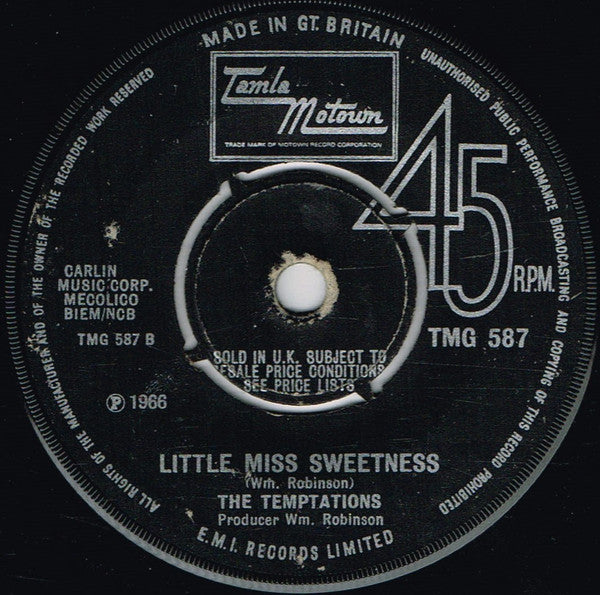 MADE IN GT. BRITAIN
UNAUTHORISED PUBLIC PERFORMANCE BROADCASTING AND COPYING OF THIS RECORD PROHIBITED
ALL RIGHTS OF THE MANUFACTURER AND OF THE OWNER OF THE RECORDED WORK RESERVED
Tamla
Motown
TRADE MARK OF MOTOWN RECORD CORPORATION
45
R.P.M.
CARLIN
MUSIC CORP.
MECOLICO
BIEM/NCB
TMG 587 B
℗ 1966
TMG 587
SOLD IN U.K. SUBJECT TO
RESALE PRICE CONDITIONS
SEE PRICE LISTS
LITTLE MISS SWEETNESS
(Wm. Robinson)
THE TEMPTATIONS
Producer Wm. Robinson
E.M.I. RECORDS LIMITED